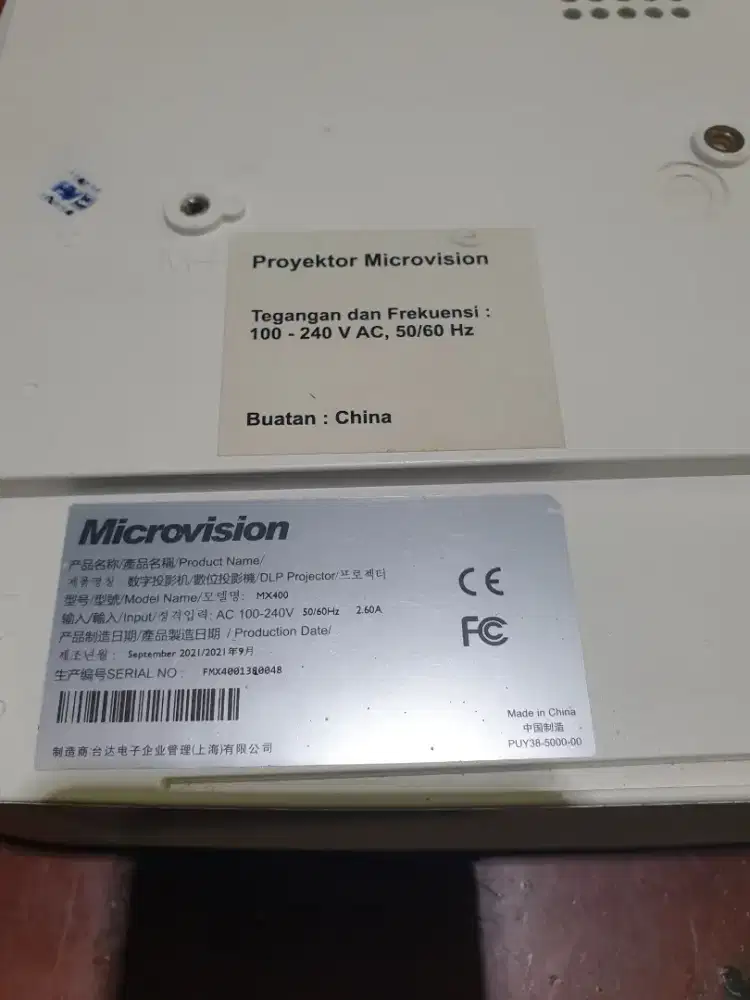 Proyektor Microvision
Tegangan dan Frekuensi :
100 - 240 V AC, 50/60 Hz
Buatan : China
Microvision
产品名称/產品名稱/Product Name/
제품명칭 数字投影机/數位投影機/DLP Projector/프로젝터
型号/型號/Model Name/모델명: MX400
输入/輸入/Input/정격입력: AC 100-240V 50/60Hz 2.60A
产品制造日期/產品製造日期 / Production Date/
제조년월: September 2021/2021年9月
生产编号SERIAL NO : FMX4001380048
制造商台达电子企业管理(上海)有限公司
CE
FC
Made in China
中国制造
PUY38-5000-00